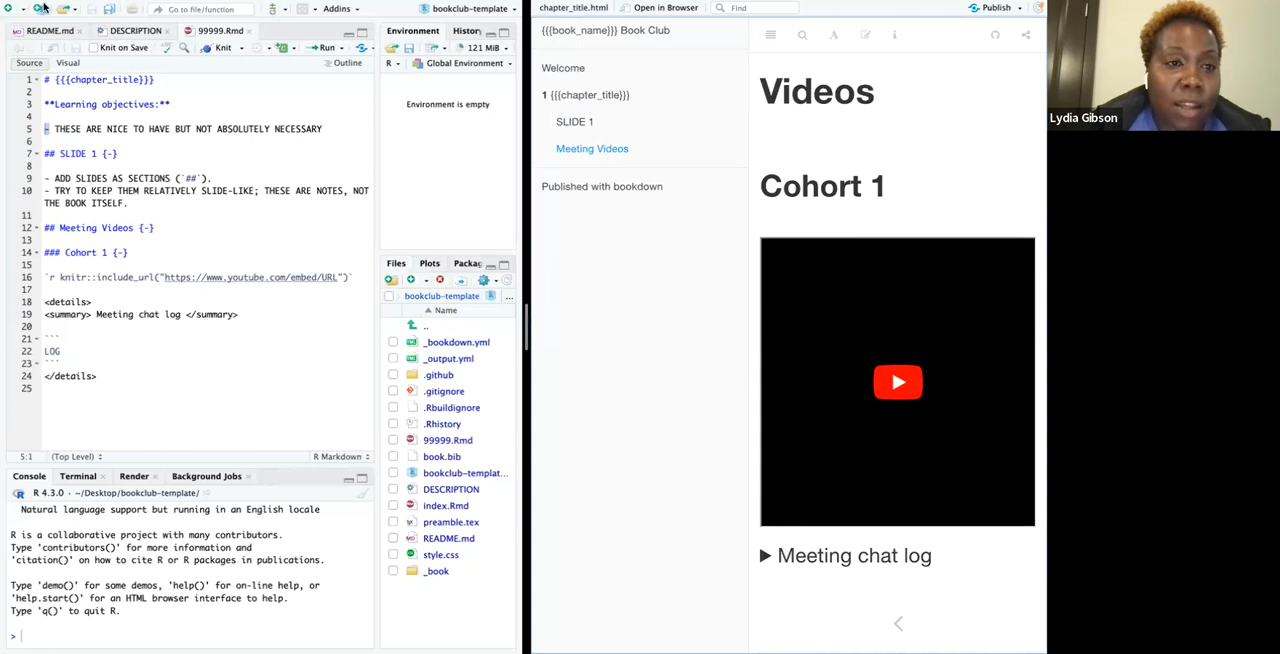 Go to file/function
Addins
bookclub-template
README.md
DESCRIPTION
99999.Rmd
Knit on Save
Knit
Run
Source
Visual
Outline
1 # {{{chapter_title}}}
2
3 **Learning objectives:**
4
5 - THESE ARE NICE TO HAVE BUT NOT ABSOLUTELY NECESSARY
6
7 ## SLIDE 1 {-}
8
9 - ADD SLIDES AS SECTIONS (`##`).
10 - TRY TO KEEP THEM RELATIVELY SLIDE-LIKE; THESE ARE NOTES, NOT
THE BOOK ITSELF.
11
12 ## Meeting Videos {-}
13
14 ### Cohort 1 {-}
15
16 `r knitr::include_url("https://www.youtube.com/embed/URL")`
17
18 <details>
19 <summary> Meeting chat log </summary>
20
21 ```
22 LOG
23 ```
24 </details>
25
5:1 (Top Level)
R Markdown
Console
Terminal
Render
Background Jobs
R 4.3.0 · ~/Desktop/bookclub-template/
Natural language support but running in an English locale
R is a collaborative project with many contributors.
Type 'contributors()' for more information and
'citation()' on how to cite R or R packages in publications.
Type 'demo()' for some demos, 'help()' for on-line help, or
'help.start()' for an HTML browser interface to help.
Type 'q()' to quit R.
>
Environment
Histor
121 MiB
R
Global Environment
Environment is empty
Files
Plots
Packag
bookclub-template
Name
..
_bookdown.yml
_output.yml
.github
.gitignore
.Rbuildignore
.Rhistory
99999.Rmd
book.bib
bookclub-templat...
DESCRIPTION
index.Rmd
preamble.tex
README.md
style.css
_book
chapter_title.html
Open in Browser
Find
Publish
{{{book_name}}} Book Club
Welcome
1 {{{chapter_title}}}
SLIDE 1
Meeting Videos
Published with bookdown
Videos
Cohort 1
Meeting chat log
Lydia Gibson